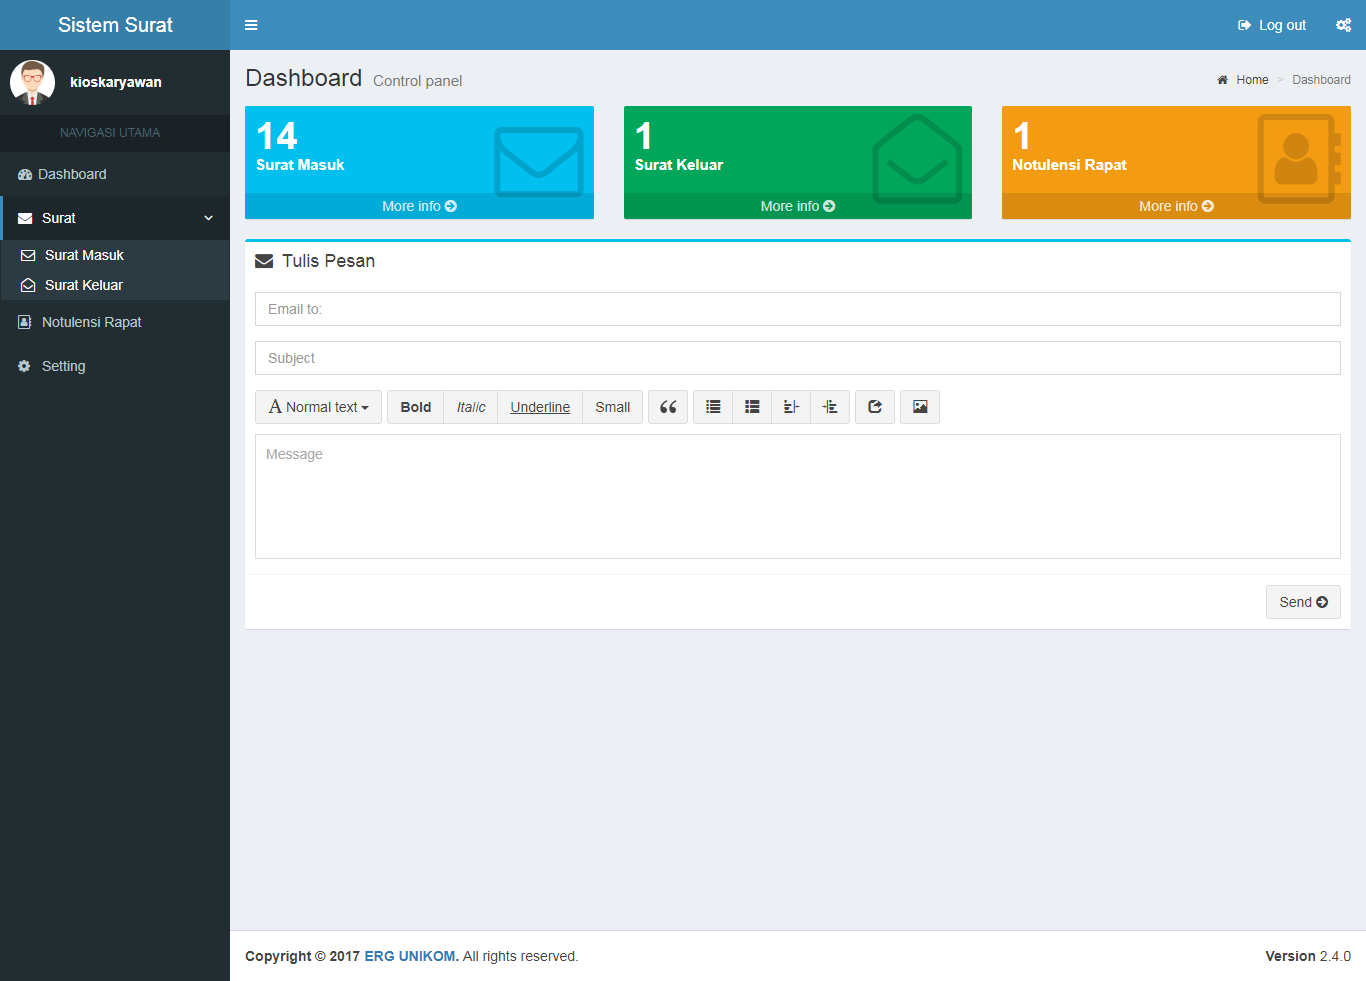 Sistem Surat
Log out
kioskaryawan
NAVIGASI UTAMA
Dashboard
Surat
Surat Masuk
Surat Keluar
Notulensi Rapat
Setting
Dashboard Control panel
Home > Dashboard
14
Surat Masuk
More info
1
Surat Keluar
More info
1
Notulensi Rapat
More info
Tulis Pesan
Email to:
Subject
A Normal text Bold Italic Underline Small
Message
Send
Copyright © 2017 ERG UNIKOM. All rights reserved.
Version 2.4.0